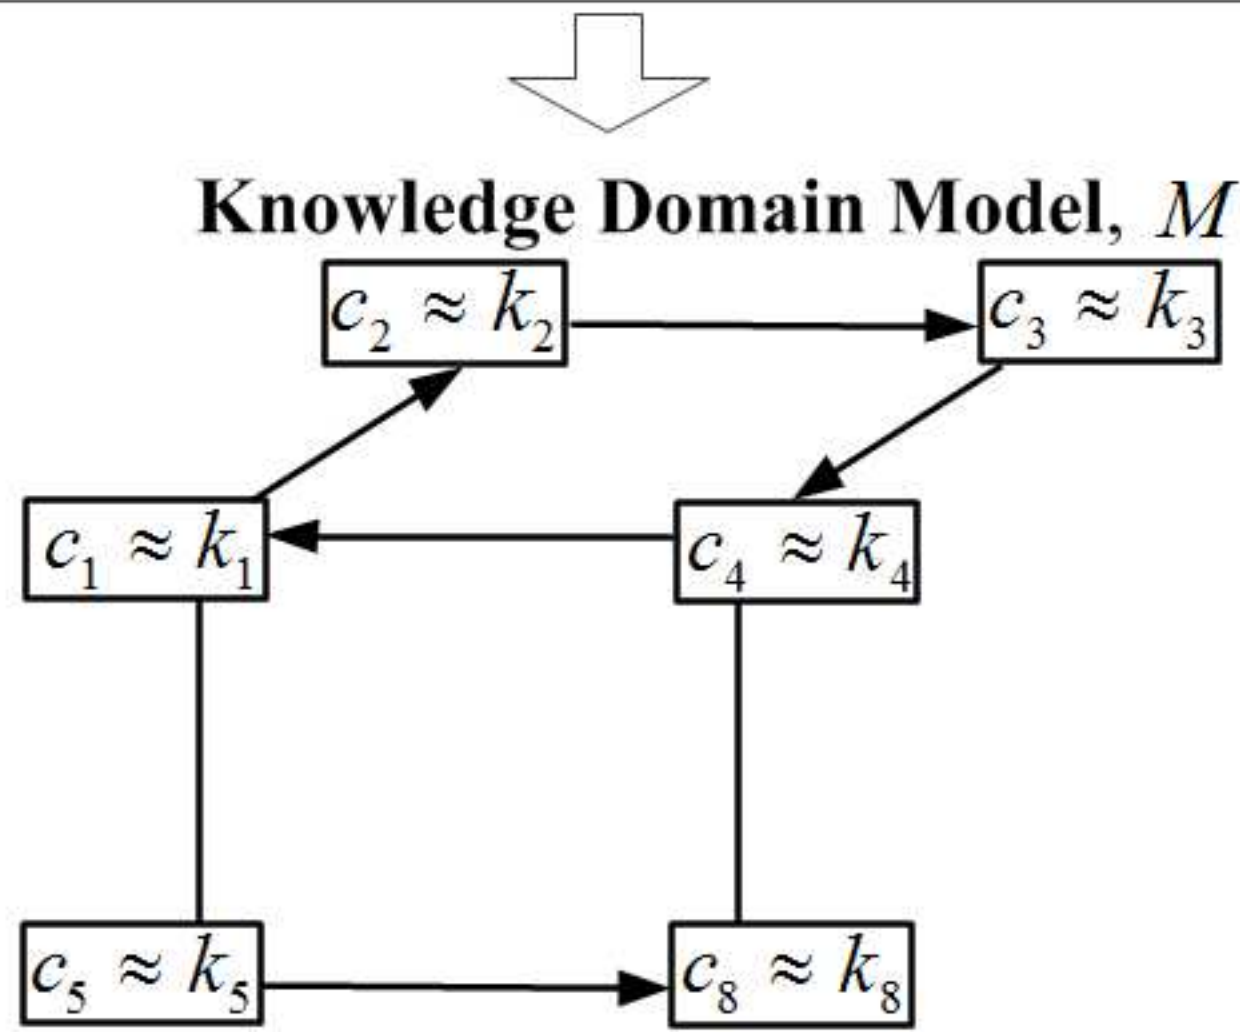 Knowledge Domain Model, M
c₂ ≈ k₂
c₃ ≈ k₃
c₁ ≈ k₁
c₄ ≈ k₄
c₅ ≈ k₅
c₈ ≈ k₈